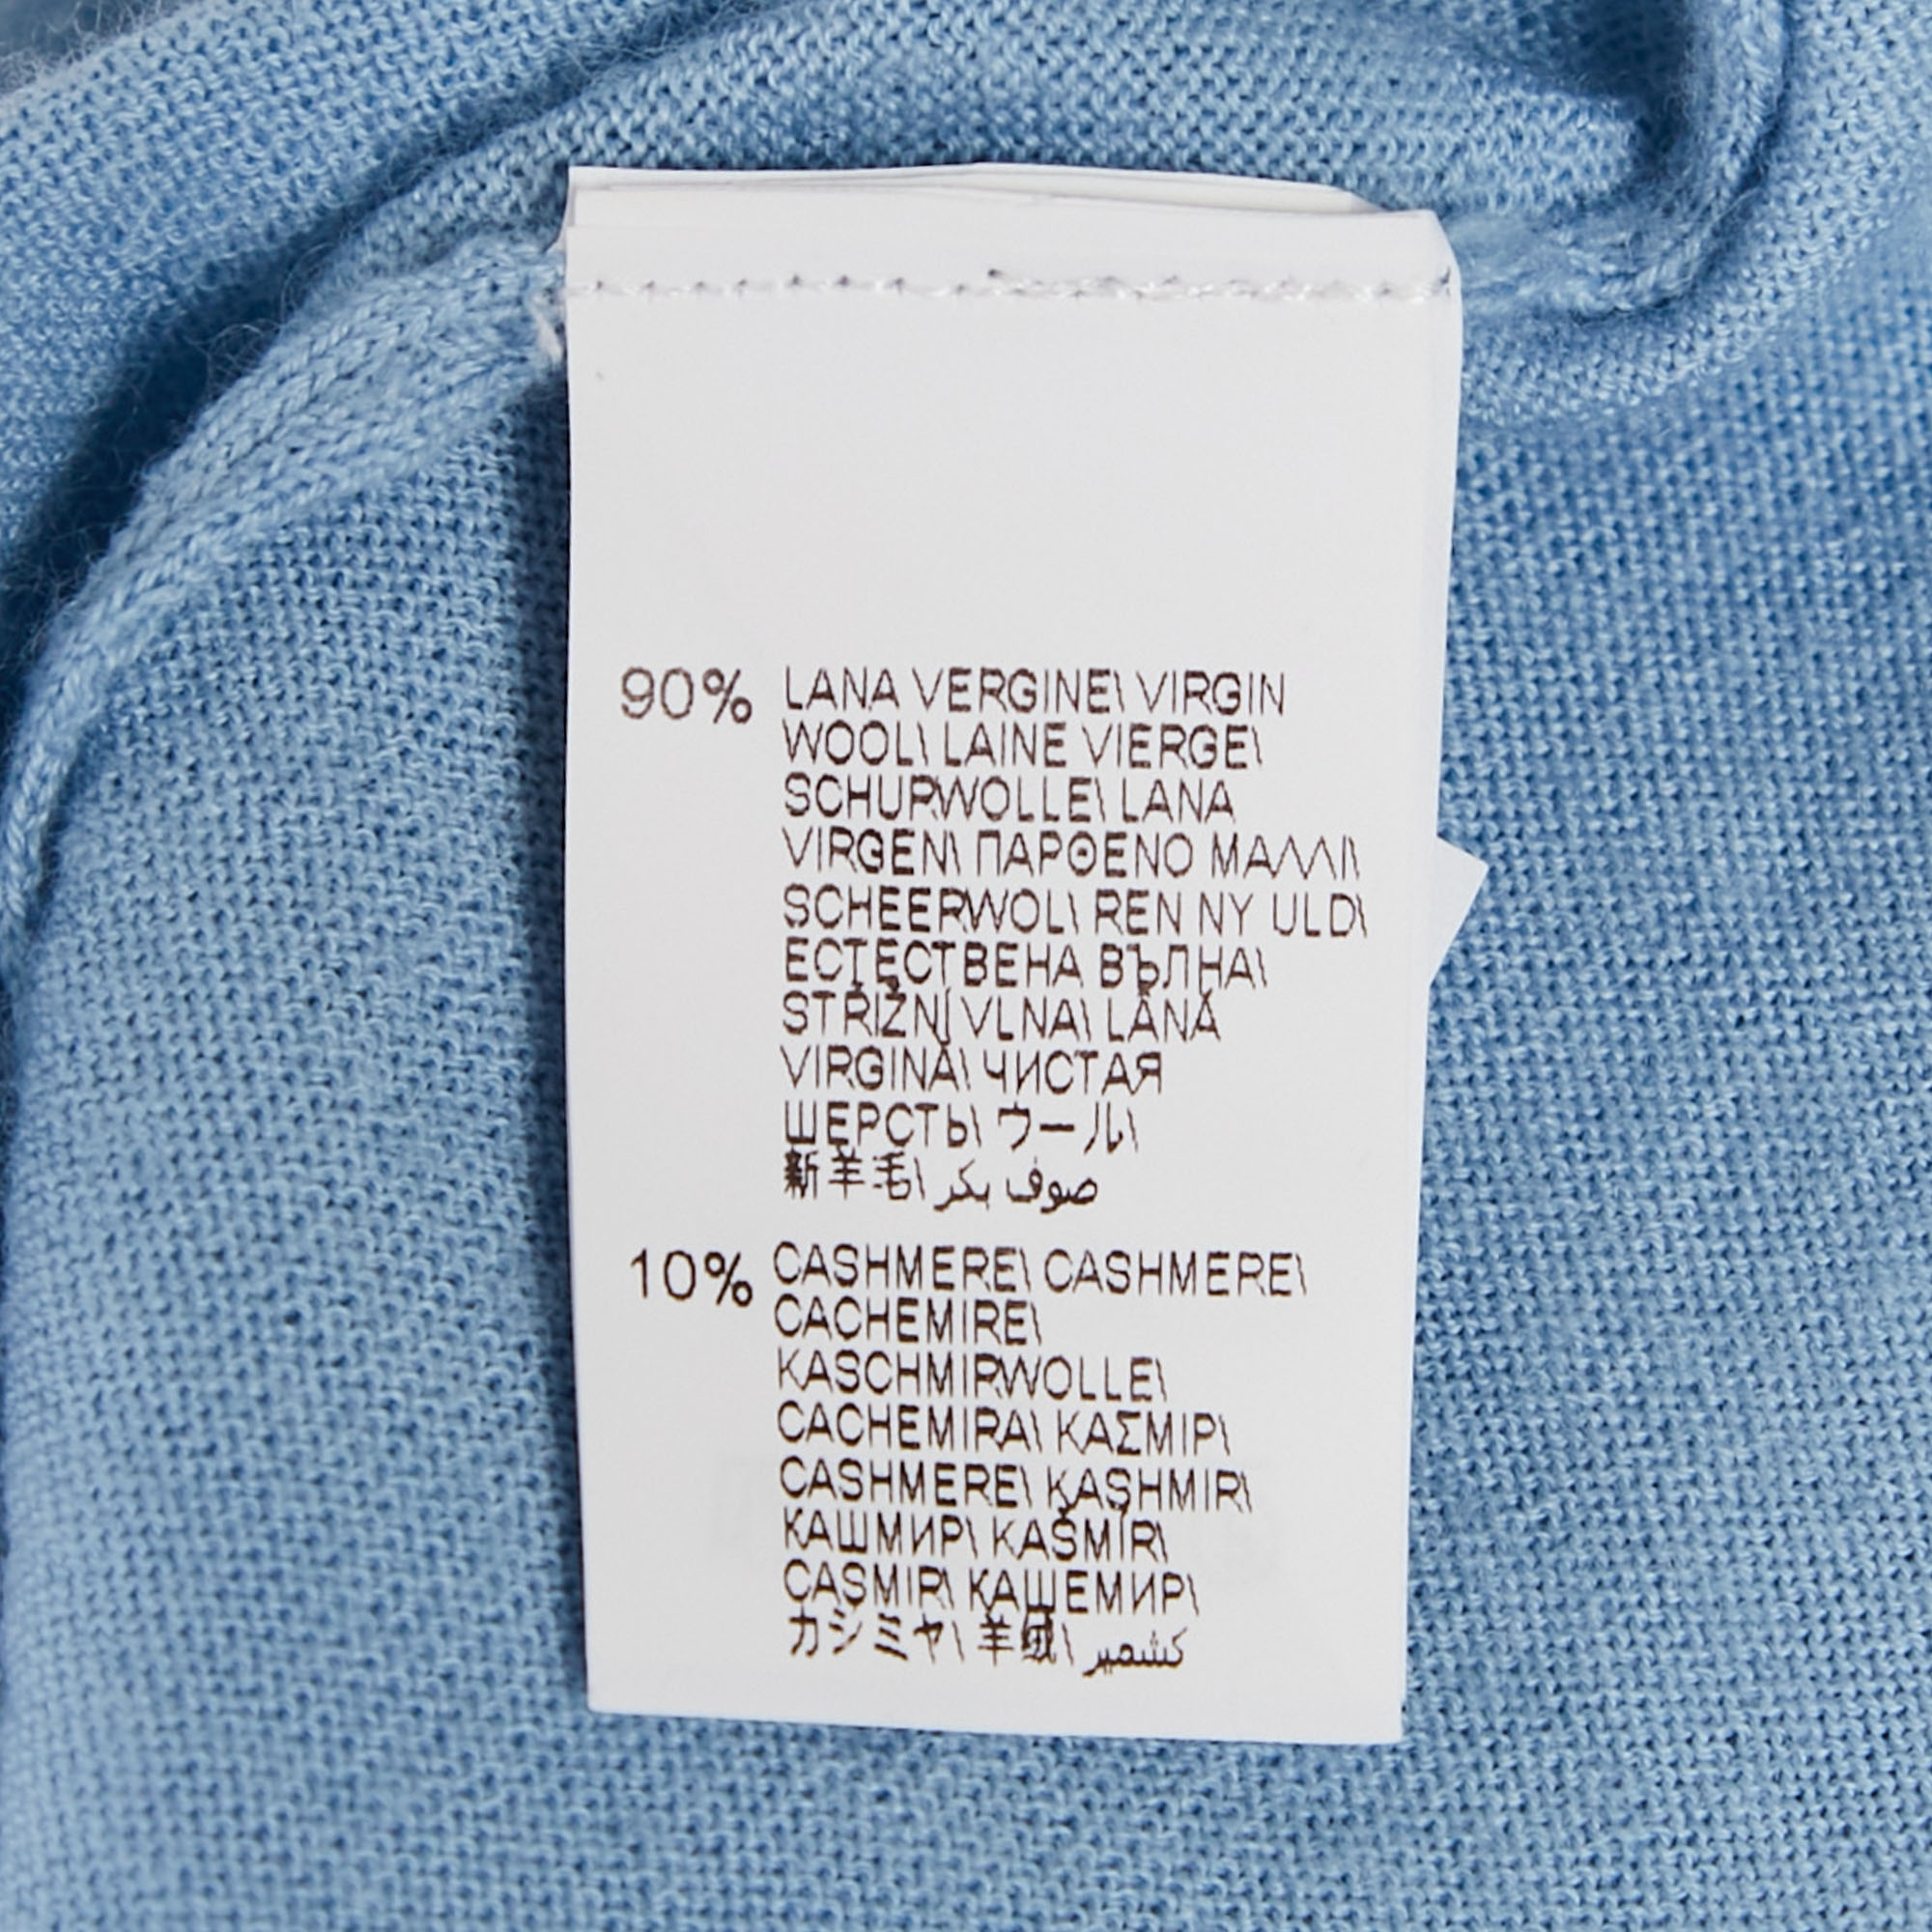 90% LANA VERGINE\ VIRGIN
WOOL\ LAINE VIERGE\
SCHURWOLLE\ LANA
VIRGEN\ ΠΑΡΘΕΝΟ ΜΑΛΛΙ\
SCHEERWOL\ REN NY ULD\
ЕСТЕСТВЕНА ВЪЛНА\
STŘIŽNÍ VLNA\ LÂNĂ
VIRGINĂ\ ЧИСТАЯ
ШЕРСТЬ\ ウール\
新羊毛\ صوف بكر
10% CASHMERE\ CASHMERE\
CACHEMIRE\
KASCHMIRWOLLE\
CACHEMIRA\ ΚΑΣΜΙΡ\
CASHMERE\ KASHMIR\
КАШМИР\ KAŠMÍR\
CASMIR\ КАШЕМИР\
カシミヤ\ 羊绒\ كشمير